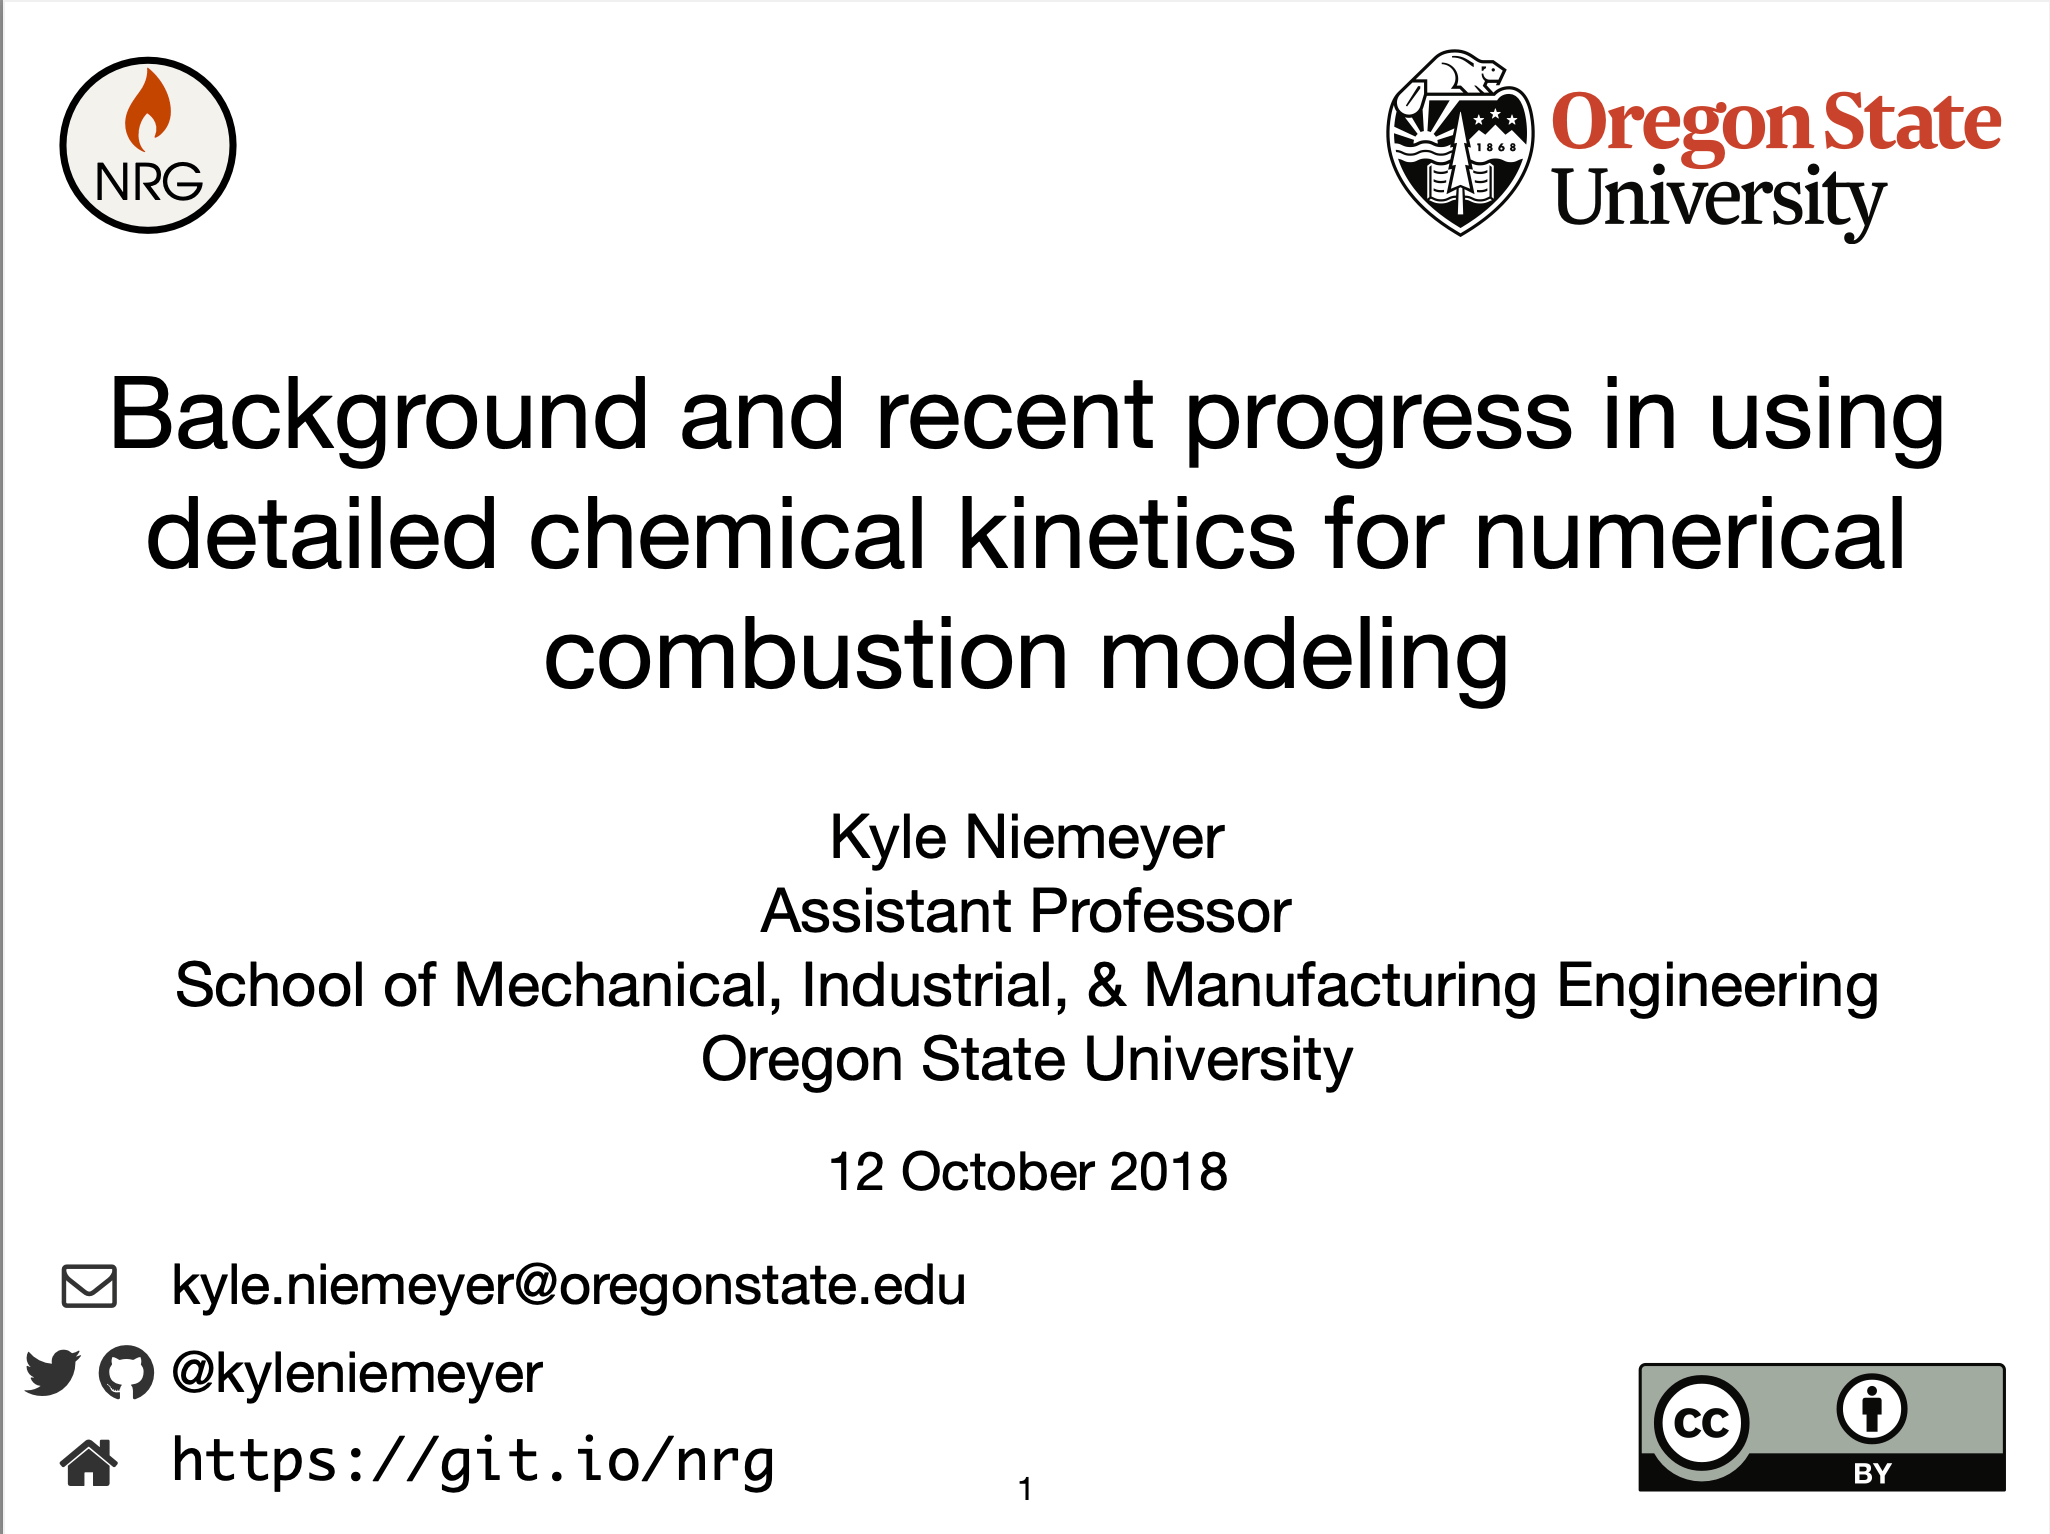 NRG
1868
Oregon State
University
Background and recent progress in using
detailed chemical kinetics for numerical
combustion modeling
Kyle Niemeyer
Assistant Professor
School of Mechanical, Industrial, & Manufacturing Engineering
Oregon State University
12 October 2018
kyle.niemeyer@oregonstate.edu
@kyleniemeyer
https://git.io/nrg
1
CC
BY